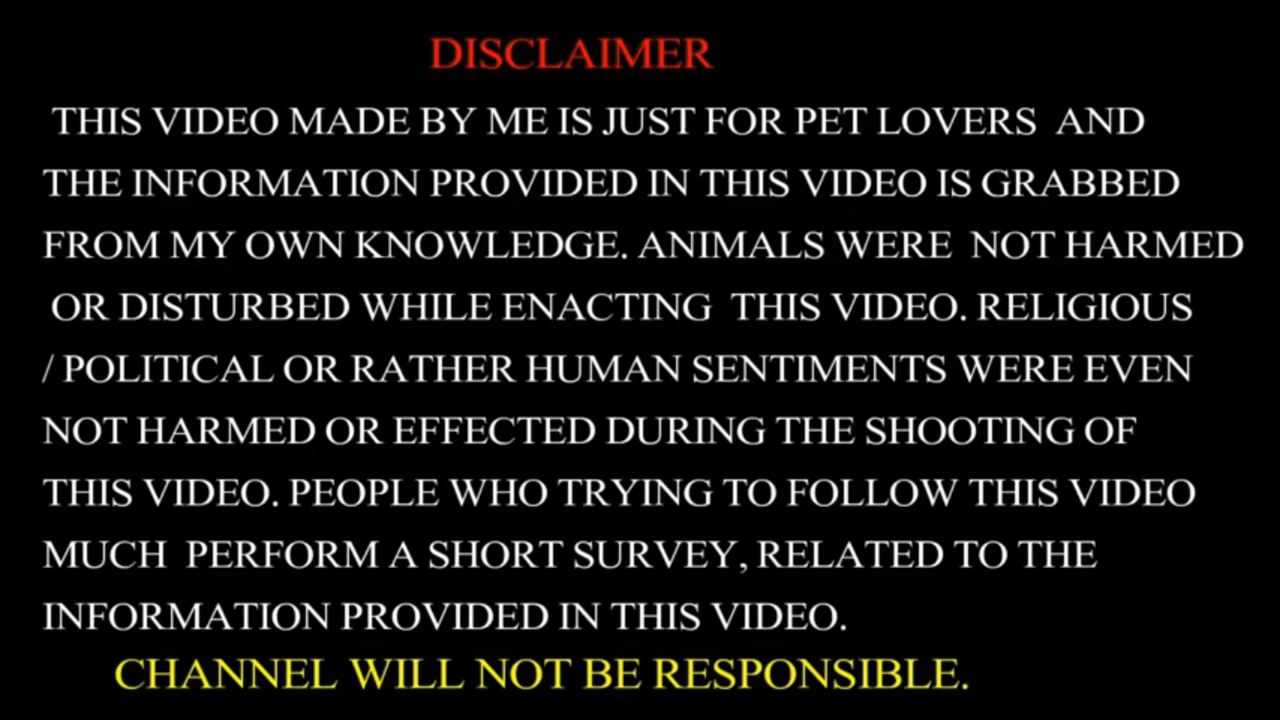 DISCLAIMER
THIS VIDEO MADE BY ME IS JUST FOR PET LOVERS AND
THE INFORMATION PROVIDED IN THIS VIDEO IS GRABBED
FROM MY OWN KNOWLEDGE. ANIMALS WERE NOT HARMED
OR DISTURBED WHILE ENACTING THIS VIDEO. RELIGIOUS
/ POLITICAL OR RATHER HUMAN SENTIMENTS WERE EVEN
NOT HARMED OR EFFECTED DURING THE SHOOTING OF
THIS VIDEO. PEOPLE WHO TRYING TO FOLLOW THIS VIDEO
MUCH PERFORM A SHORT SURVEY, RELATED TO THE
INFORMATION PROVIDED IN THIS VIDEO.
CHANNEL WILL NOT BE RESPONSIBLE.